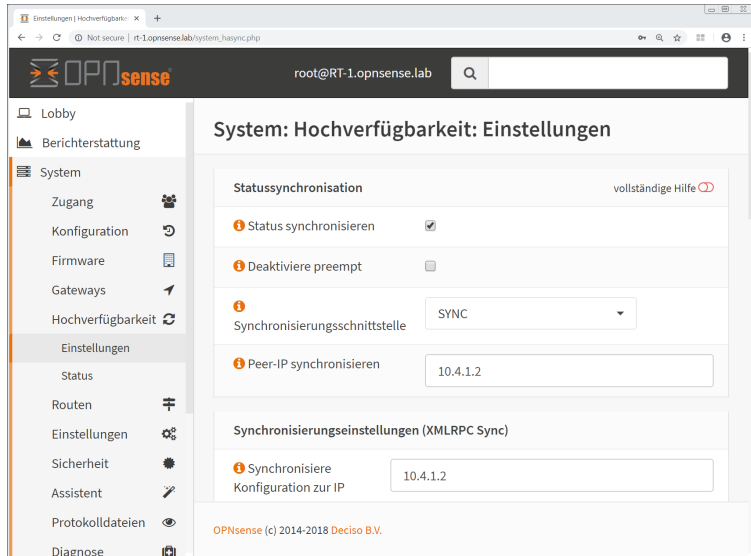 Einstellungen | Hochverfügbarke
Not secure | rt-1.opnsense.lab/system_hasync.php
OPNsense
root@RT-1.opnsense.lab
Lobby
Berichterstattung
System
Zugang
Konfiguration
Firmware
Gateways
Hochverfügbarkeit
Einstellungen
Status
Routen
Einstellungen
Sicherheit
Assistent
Protokolldateien
Diagnose
System: Hochverfügbarkeit: Einstellungen
Statussynchronisation
vollständige Hilfe
Status synchronisieren
Deaktiviere preempt
Synchronisierungsschnittstelle
SYNC
Peer-IP synchronisieren
10.4.1.2
Synchronisierungseinstellungen (XMLRPC Sync)
Synchronisiere
Konfiguration zur IP
10.4.1.2
OPNsense (c) 2014-2018 Deciso B.V.